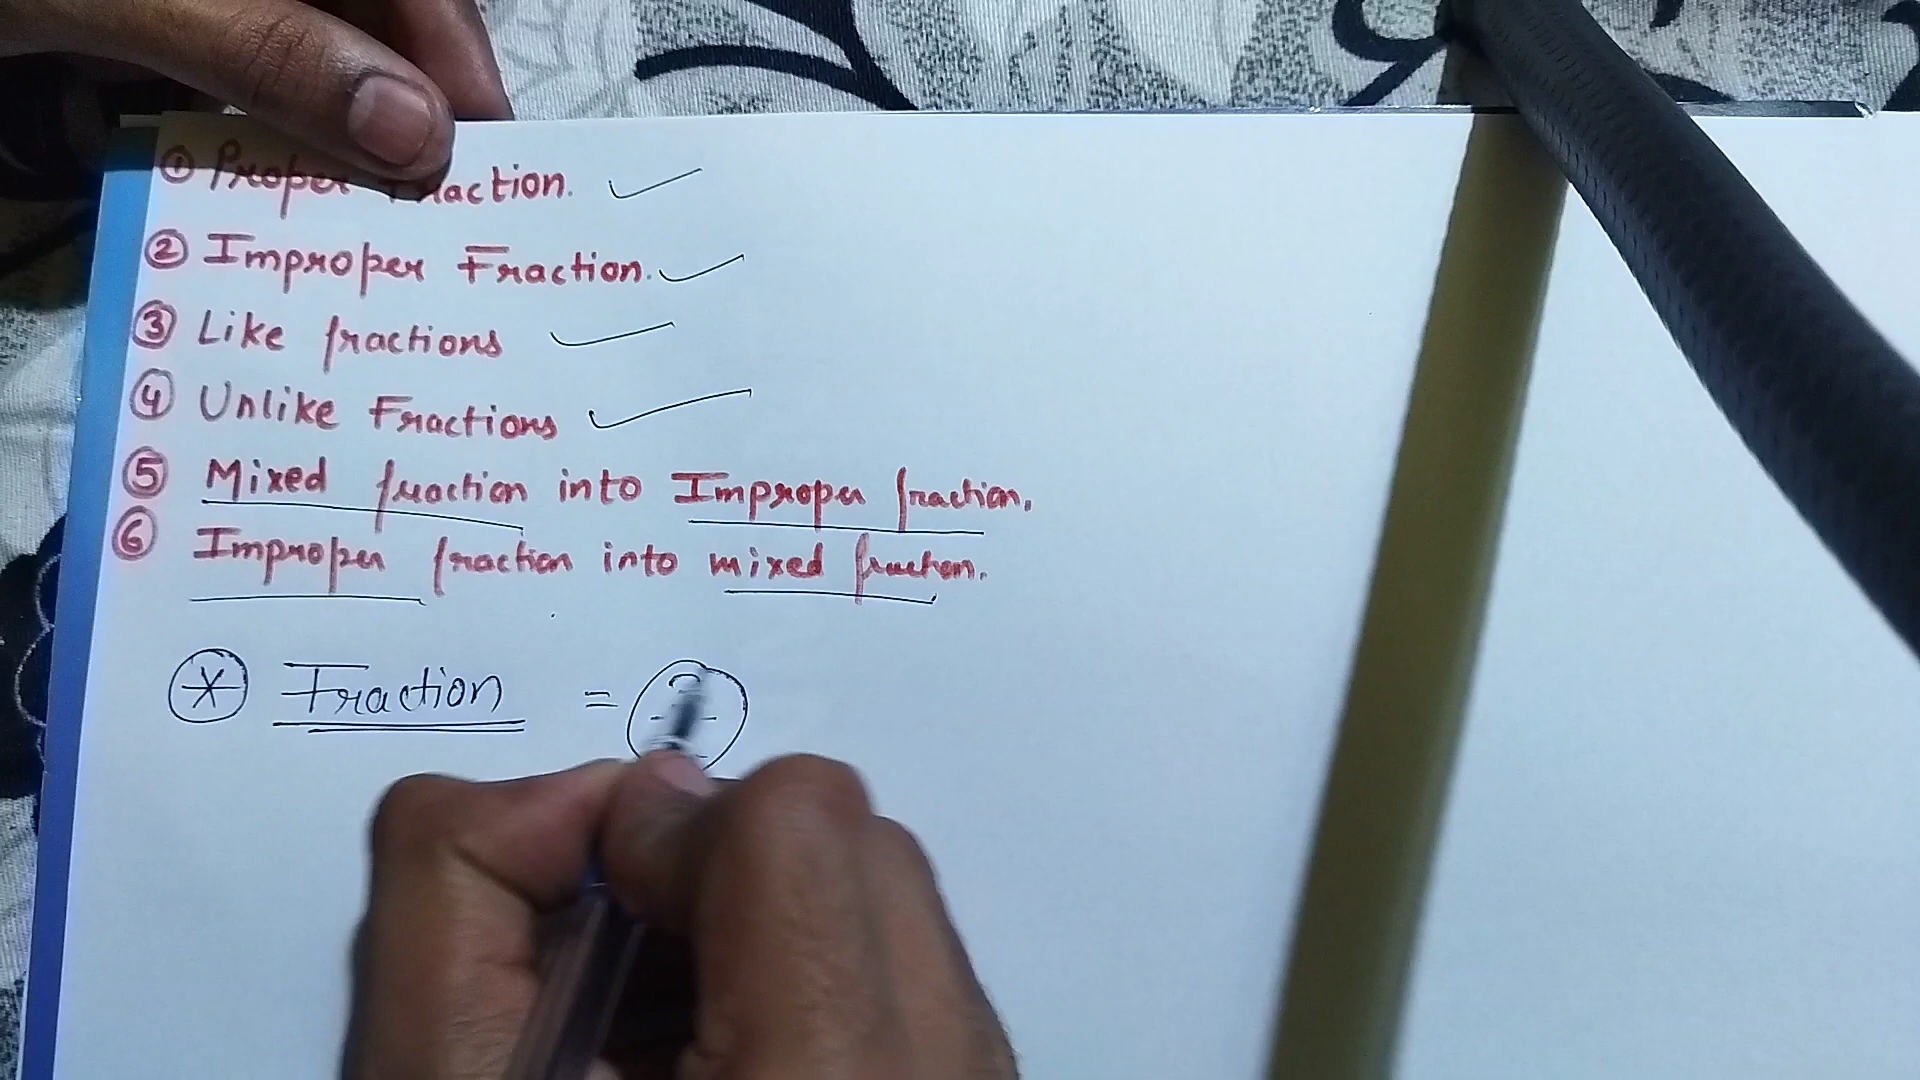 ① Proper Fraction.
② Improper Fraction.
③ Like fractions
④ Unlike Fractions
⑤ Mixed fraction into Improper fraction.
⑥ Improper fraction into mixed fraction.
* Fraction =